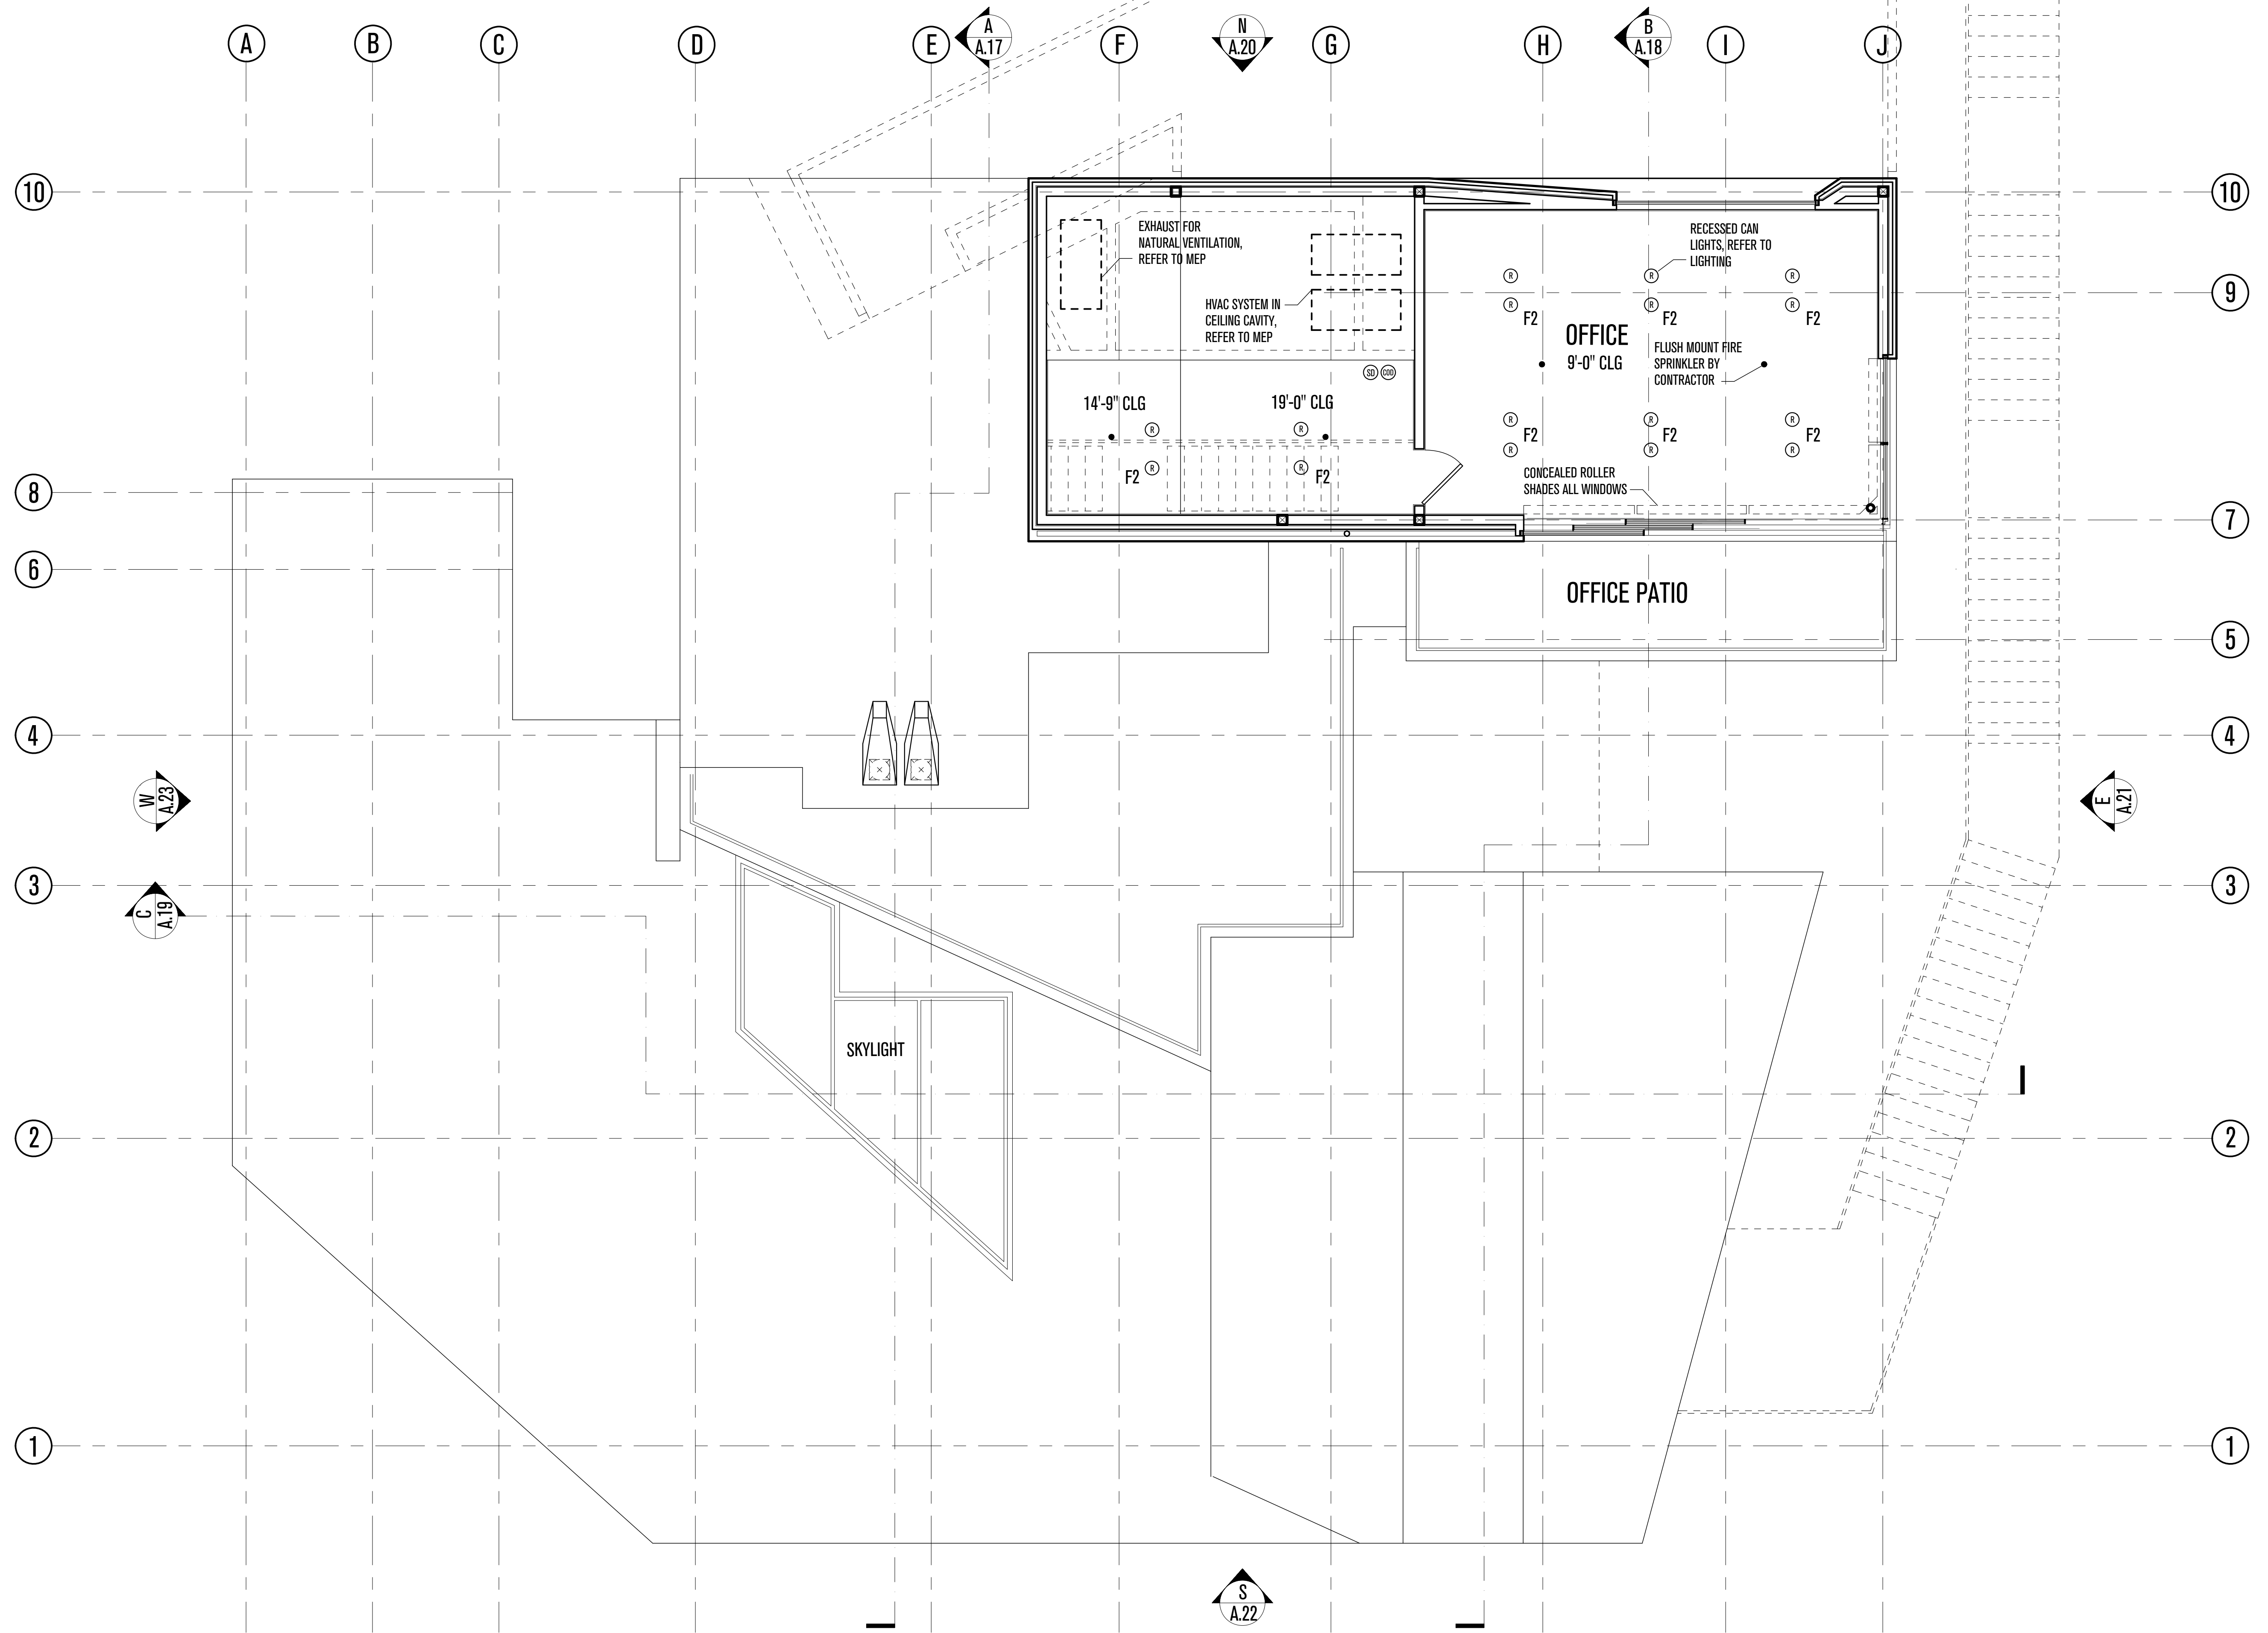 A B C D E A F N G H B I J
A.17 A.20 A.18
10 10
EXHAUST FOR
NATURAL VENTILATION,
REFER TO MEP
RECESSED CAN
LIGHTS, REFER TO
LIGHTING
R R R
9
HVAC SYSTEM IN
CEILING CAVITY,
REFER TO MEP
R R R
F2 F2 F2
OFFICE
9'-0" CLG
FLUSH MOUNT FIRE
SPRINKLER BY
CONTRACTOR
SD COD
14'-9" CLG 19'-0" CLG
R R
R R R
F2 F2 F2
R R R
R R
F2 F2
CONCEALED ROLLER
SHADES ALL WINDOWS
8
7
6
OFFICE PATIO
5
4 4
W
A.23
E
A.21
3 3
C
A.19
SKYLIGHT
2 2
1 1
S
A.22